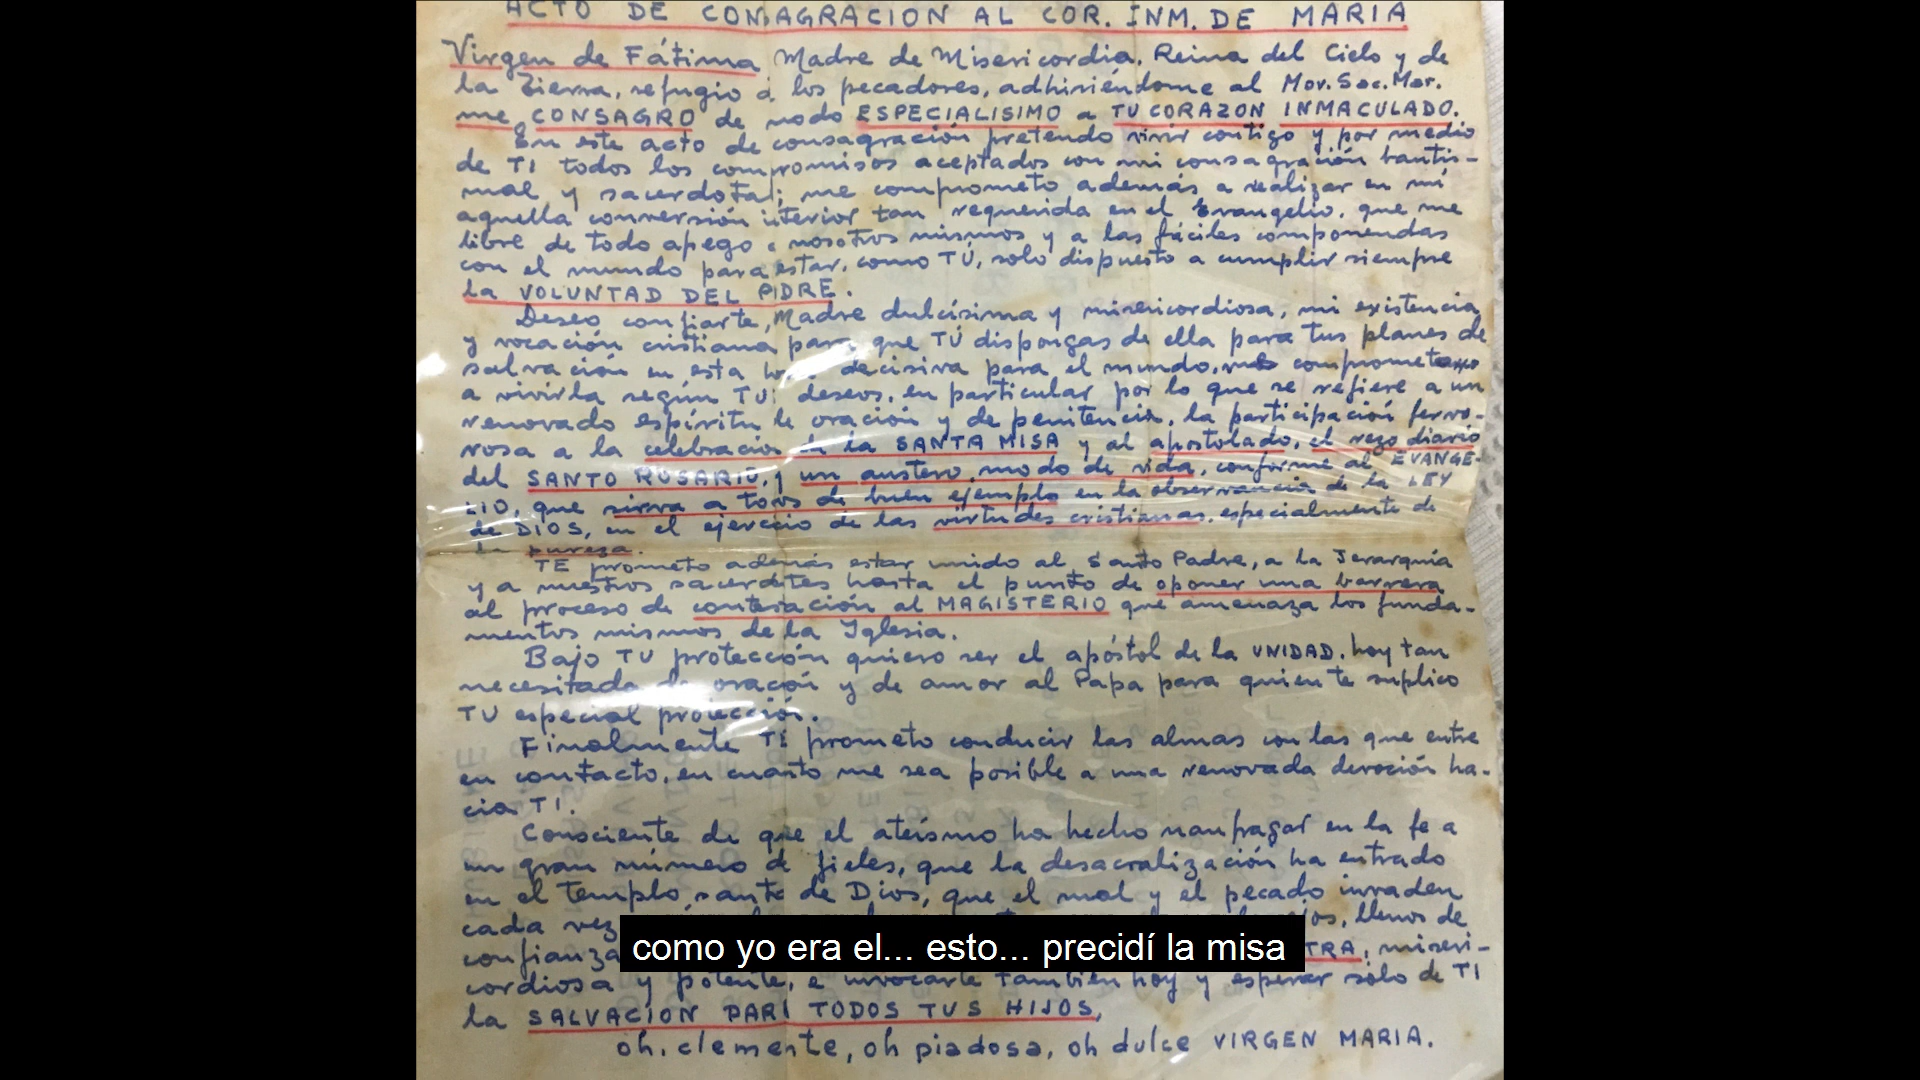 ACTO DE CONSAGRACION AL COR. INM. DE MARIA
Virgen de Fátima Madre de Misericordia. Reina del Cielo y de
la Tierra, refugio d los pecadores, adhiriéndome al Mov. Sac. Mar.
me CONSAGRO de modo ESPECIALISIMO a TU CORAZON INMACULADO.
En este acto de consagración pretendo vivir contigo y por medio
de TI todos los compromisos aceptados con mi consagración bautis-
mal y sacerdotal; me comprometo además a realizar en mí
aquella conversión interior tan requerida en el Evangelio. que me
libre de todo apego a nosotros mismos y a las fáciles componendas
con el mundo para estar. como TÚ, solo dispuesto a cumplir siempre
la VOLUNTAD DEL PADRE.
Deseo confiarte, Madre dulcísima y misericordiosa, mi existencia
y vocación cristiana para que TÚ dispongas de ella para tus planes de
salvación en esta decisiva para el mundo. comprometo
a vivirla según TU deseos. en particular por lo que se refiere a un
renovado espíritu de oración y de penitencia. la participación fervo-
rosa a la celebración de la SANTA MISA y al apostolado. el rezo diario
del SANTO ROSARIO, y un austero modo de vida, conforme al EVANGE-
LIO, que sirva a todos de buen ejemplo en la observancia de la LEY
de DIOS, en el ejercicio de las virtudes cristianas. especialmente de
la pureza.
TE prometo además estar unido al Santo Padre, a la Jerarquía
y a nuestros sacerdotes hasta el punto de oponer una barrera
al proceso de contestación al MAGISTERIO que amenaza los funda-
mentos mismos de la Iglesia.
Bajo TU protección quiero ser el apóstol de la UNIDAD. hoy tan
necesitada de oración y de amor al Papa para quien te suplico
TU especial protección.
Finalmente TE prometo conducir las almas con las que entre
en contacto, en cuanto me sea posible a una renovada devoción ha-
cia TI.
Consciente de que el ateísmo ha hecho naufragar en la fe a
un gran número de fieles, que la desacralización ha entrado
en el templo santo de Dios, que el mal y el pecado invaden
cada vez llenos de
confianza TRA, miseri-
cordiosa y potente, e invocarte también hoy y esperar sólo de TI
la SALVACION PARA TODOS TUS HIJOS,
oh. clemente, oh piadosa, oh dulce VIRGEN MARIA.
como yo era el... esto... precidí la misa